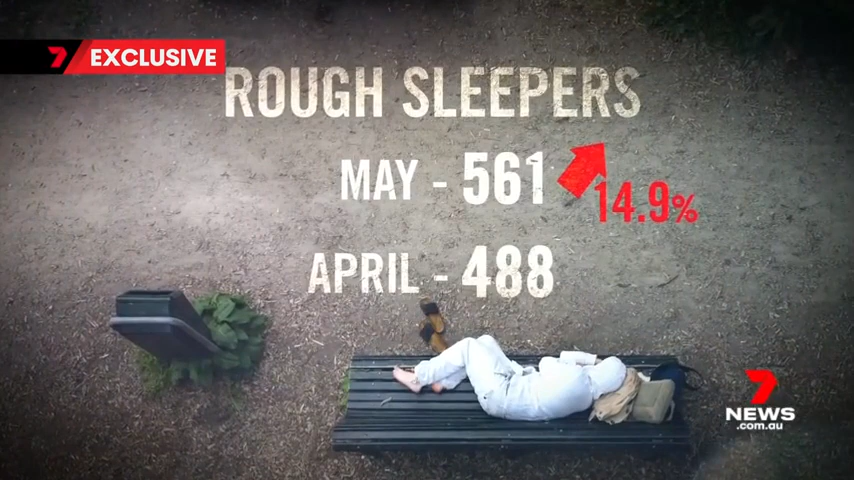 7 EXCLUSIVE
ROUGH SLEEPERS
MAY - 561
14.9%
APRIL - 488
7
NEWS
.com.au